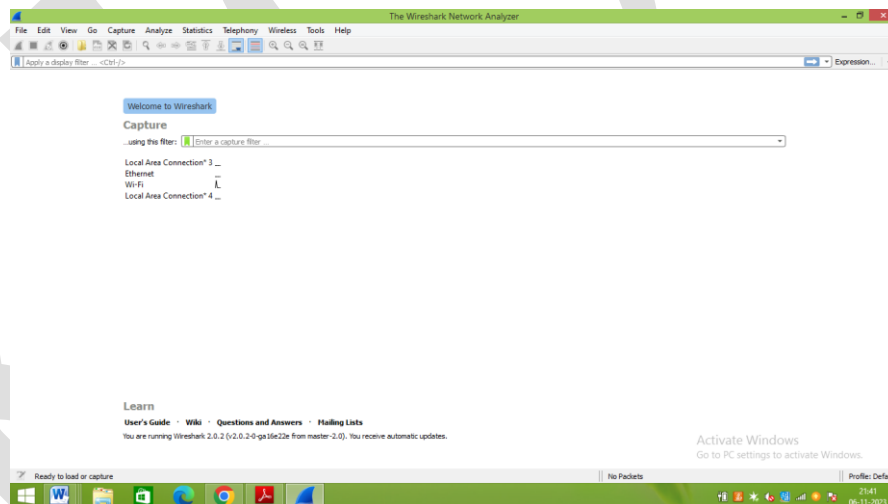 The Wireshark Network Analyzer
File Edit View Go Capture Analyze Statistics Telephony Wireless Tools Help
Apply a display filter ... <Ctrl-/>
Expression...
Welcome to Wireshark
Capture
...using this filter: Enter a capture filter ...
Local Area Connection* 3
Ethernet
Wi-Fi
Local Area Connection* 4
Learn
User's Guide · Wiki · Questions and Answers · Mailing Lists
You are running Wireshark 2.0.2 (v2.0.2-0-ga16e22e from master-2.0). You receive automatic updates.
Activate Windows
Go to PC settings to activate Windows.
Ready to load or capture
No Packets
Profile: Defa
21:41
06-11-2023